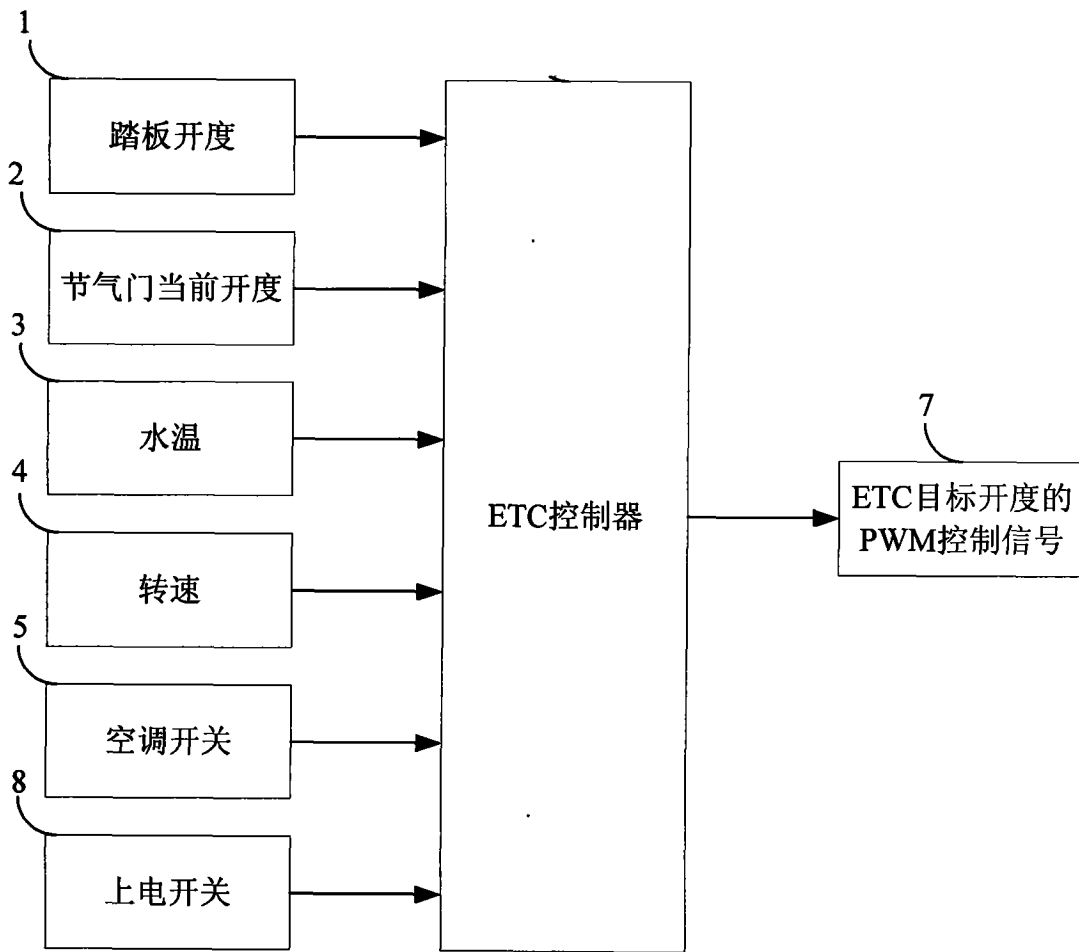 1
踏板开度
2
节气门当前开度
3
水温
4
转速
5
空调开关
8
上电开关
ETC控制器
7
ETC目标开度的
PWM控制信号